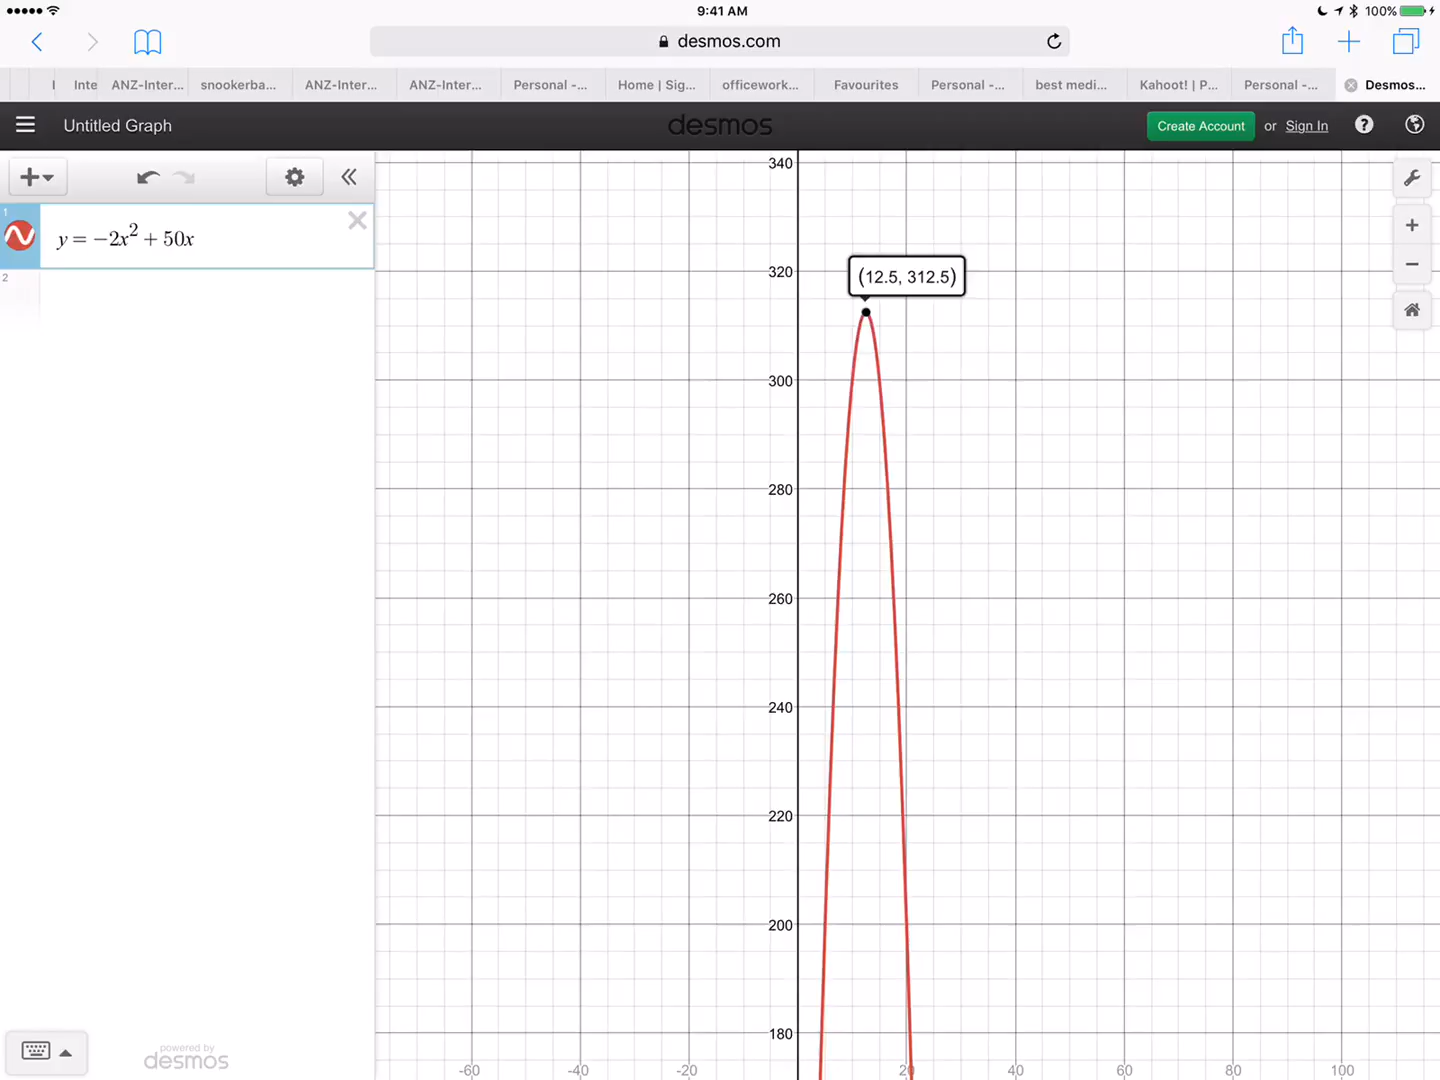 9:41 AM
100%
desmos.com
Inte
ANZ-Inter...
snookerba...
ANZ-Inter...
ANZ-Inter...
Personal -...
Home | Sig...
officework...
Favourites
Personal -...
best medi...
Kahoot! | P...
Personal -...
Desmos...
Untitled Graph
desmos
Create Account or Sign In
?
1
y = −2x² + 50x
2
powered by
desmos
(12.5, 312.5)
340
320
300
280
260
240
220
200
180
-60 -40 -20 20 40 60 80 100